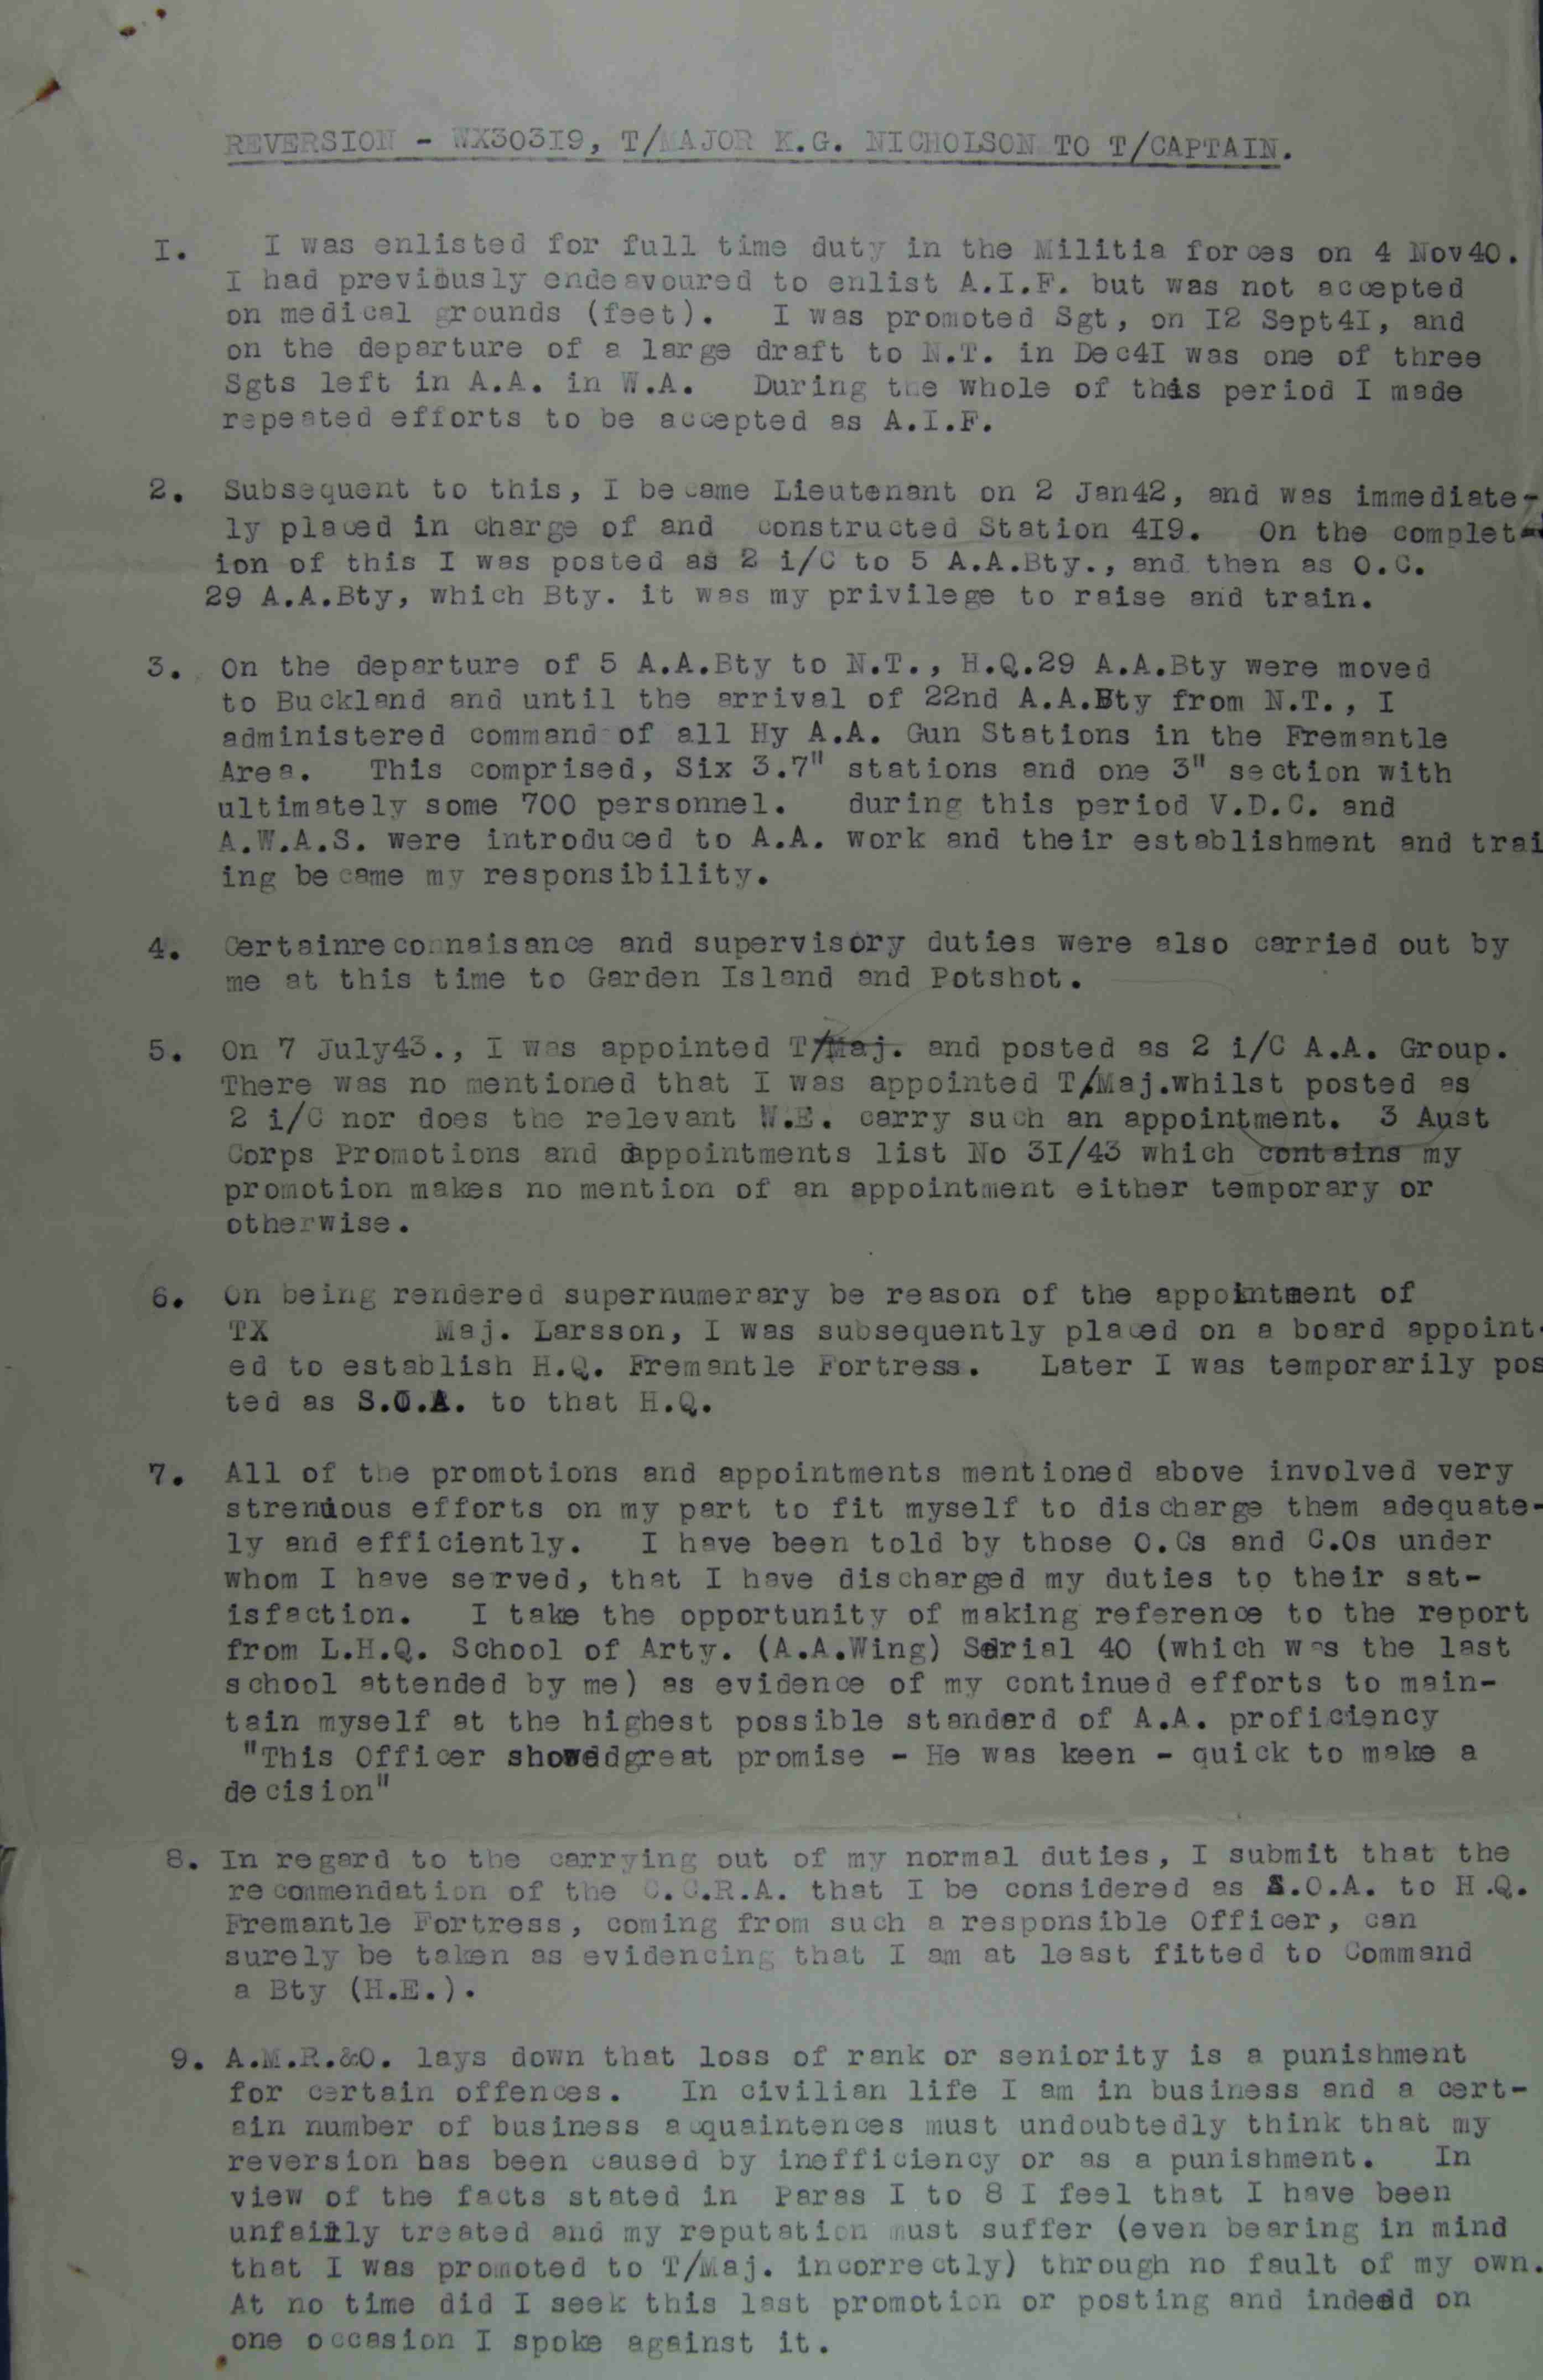 REVERSION - WX30319, T/MAJOR K.G. NICHOLSON TO T/CAPTAIN.
I. I was enlisted for full time duty in the Militia forces on 4 Nov40.
I had previously endeavoured to enlist A.I.F. but was not accepted
on medical grounds (feet). I was promoted Sgt, on I2 Sept4I, and
on the departure of a large draft to N.T. in Dec4I was one of three
Sgts left in A.A. in W.A. During the whole of this period I made
repeated efforts to be accepted as A.I.F.
2. Subsequent to this, I became Lieutenant on 2 Jan42, and was immediate-
ly placed in charge of and constructed Station 4I9. On the complet-
ion of this I was posted as 2 i/C to 5 A.A.Bty., and then as O.C.
29 A.A.Bty, which Bty. it was my privilege to raise and train.
3. On the departure of 5 A.A.Bty to N.T., H.Q.29 A.A.Bty were moved
to Buckland and until the arrival of 22nd A.A.Bty from N.T., I
administered command of all Hy A.A. Gun Stations in the Fremantle
Area. This comprised, Six 3.7" stations and one 3" section with
ultimately some 700 personnel. during this period V.D.C. and
A.W.A.S. were introduced to A.A. work and their establishment and trai
ing became my responsibility.
4. Certainreconnaisance and supervisory duties were also carried out by
me at this time to Garden Island and Potshot.
5. On 7 July43., I was appointed T/Maj. and posted as 2 i/C A.A. Group.
There was no mentioned that I was appointed T/Maj.whilst posted as
2 i/C nor does the relevant W.E. carry such an appointment. 3 Aust
Corps Promotions and appointments list No 3I/43 which contains my
promotion makes no mention of an appointment either temporary or
otherwise.
6. On being rendered supernumerary be reason of the appointment of
TX Maj. Larsson, I was subsequently placed on a board appoint-
ed to establish H.Q. Fremantle Fortress. Later I was temporarily pos
ted as S.O.A. to that H.Q.
7. All of the promotions and appointments mentioned above involved very
strenuous efforts on my part to fit myself to discharge them adequate-
ly and efficiently. I have been told by those O.Cs and C.Os under
whom I have served, that I have discharged my duties to their sat-
isfaction. I take the opportunity of making reference to the report
from L.H.Q. School of Arty. (A.A.Wing) Serial 40 (which was the last
school attended by me) as evidence of my continued efforts to main-
tain myself at the highest possible standard of A.A. proficiency
"This Officer showedgreat promise - He was keen - quick to make a
decision"
8. In regard to the carrying out of my normal duties, I submit that the
recommendation of the C.C.R.A. that I be considered as S.O.A. to H.Q.
Fremantle Fortress, coming from such a responsible Officer, can
surely be taken as evidencing that I am at least fitted to Command
a Bty (H.E.).
9. A.M.R.&O. lays down that loss of rank or seniority is a punishment
for certain offences. In civilian life I am in business and a cert-
ain number of business acquaintences must undoubtedly think that my
reversion has been caused by inefficiency or as a punishment. In
view of the facts stated in Paras I to 8 I feel that I have been
unfairly treated and my reputation must suffer (even bearing in mind
that I was promoted to T/Maj. incorrectly) through no fault of my own.
At no time did I seek this last promotion or posting and indeed on
one occasion I spoke against it.